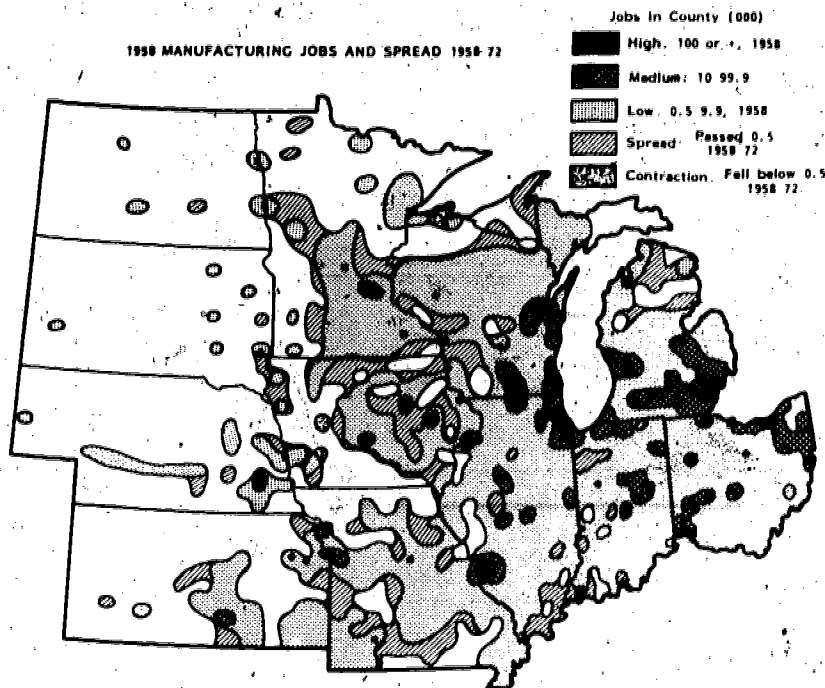 1958 MANUFACTURING JOBS AND SPREAD 1958-72
Jobs In County (000)
High. 100 or +, 1958
Medium: 10 99.9
Low. 0.5 9.9, 1958
Spread. Passed 0.5
1958 72
Contraction. Fell below 0.5
1958 72.